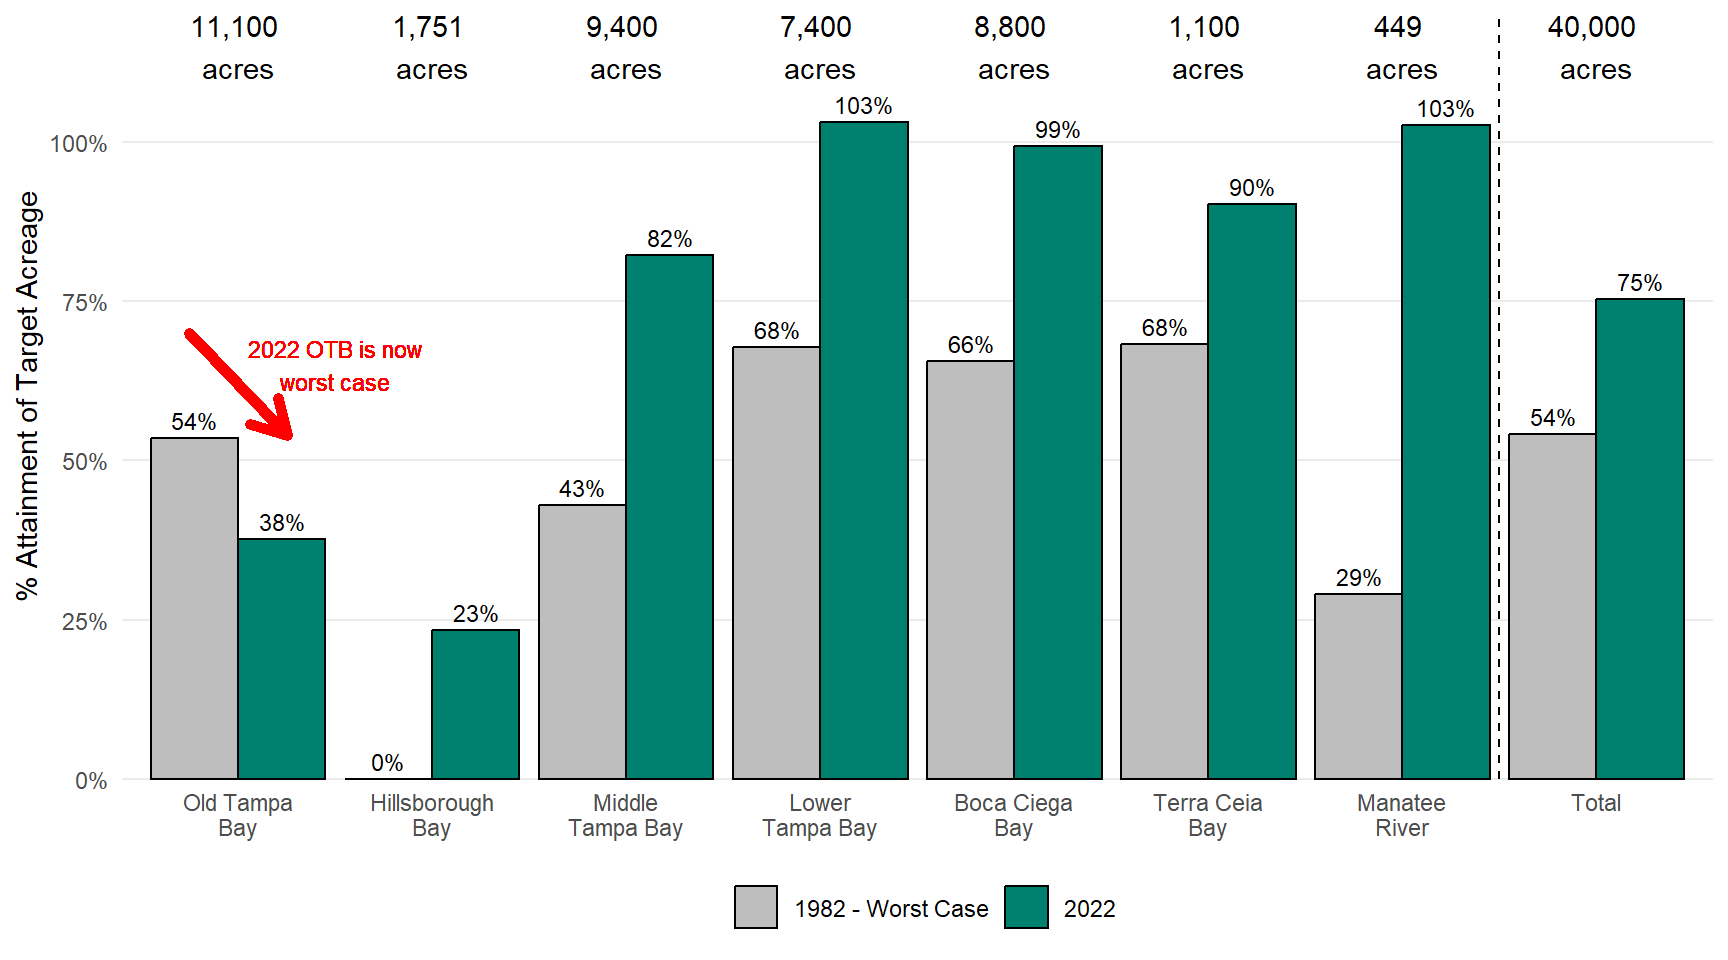 11,100 1,751 9,400 7,400 8,800 1,100 449 40,000
acres acres acres acres acres acres acres acres
% Attainment of Target Acreage
100%
75%
50%
25%
0%
54%
38%
0%
23%
43%
82%
68%
103%
66%
99%
68%
90%
29%
103%
54%
75%
2022 OTB is now
worst case
Old Tampa
Bay
Hillsborough
Bay
Middle
Tampa Bay
Lower
Tampa Bay
Boca Ciega
Bay
Terra Ceia
Bay
Manatee
River
Total
1982 - Worst Case 2022